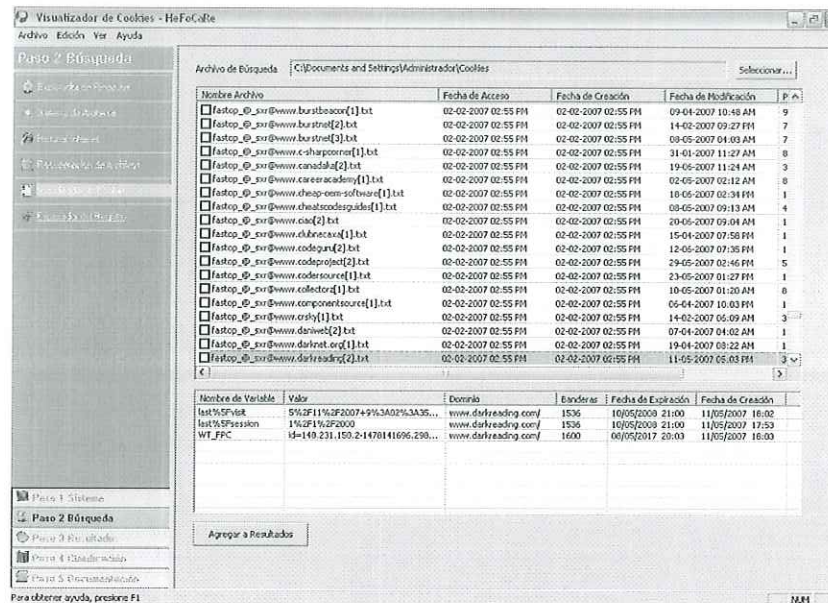 Visualizador de Cookies - HeFoCaRe
Archivo Edición Ver Ayuda
Paso 2 Búsqueda
Archivo de Búsqueda C:\Documents and Settings\Administrador\Cookies Seleccionar...
Nombre Archivo Fecha de Acceso Fecha de Creación Fecha de Modificación P
fastop_@_sxr@www.burstbeacon[1].txt 02-02-2007 02:55 PM 02-02-2007 02:55 PM 09-04-2007 10:48 AM 9
fastop_@_sxr@www.burstnet[2].txt 02-02-2007 02:55 PM 02-02-2007 02:55 PM 14-02-2007 09:27 PM 7
fastop_@_sxr@www.burstnet[3].txt 02-02-2007 02:55 PM 02-02-2007 02:55 PM 08-05-2007 04:03 AM 7
fastop_@_sxr@www.c-sharpcorner[1].txt 02-02-2007 02:55 PM 02-02-2007 02:55 PM 31-01-2007 11:27 AM 8
fastop_@_sxr@www.canadalia[2].txt 02-02-2007 02:55 PM 02-02-2007 02:55 PM 19-06-2007 11:24 AM 3
fastop_@_sxr@www.careeracademy[1].txt 02-02-2007 02:55 PM 02-02-2007 02:55 PM 02-05-2007 02:12 AM 8
fastop_@_sxr@www.cheap-oem-software[1].txt 02-02-2007 02:55 PM 02-02-2007 02:55 PM 18-06-2007 02:34 PM 1
fastop_@_sxr@www.cheatscodesguides[1].txt 02-02-2007 02:55 PM 02-02-2007 02:55 PM 08-05-2007 09:13 AM 4
fastop_@_sxr@www.ciao[2].txt 02-02-2007 02:55 PM 02-02-2007 02:55 PM 20-06-2007 09:04 AM 1
fastop_@_sxr@www.clubnecaxa[1].txt 02-02-2007 02:55 PM 02-02-2007 02:55 PM 15-04-2007 07:58 PM 1
fastop_@_sxr@www.codeguru[2].txt 02-02-2007 02:55 PM 02-02-2007 02:55 PM 12-06-2007 07:35 PM 1
fastop_@_sxr@www.codeproject[2].txt 02-02-2007 02:55 PM 02-02-2007 02:55 PM 29-05-2007 02:46 PM 5
fastop_@_sxr@www.codersource[1].txt 02-02-2007 02:55 PM 02-02-2007 02:55 PM 23-05-2007 01:27 PM 1
fastop_@_sxr@www.collectorz[1].txt 02-02-2007 02:55 PM 02-02-2007 02:55 PM 10-05-2007 01:20 AM 8
fastop_@_sxr@www.componentsource[1].txt 02-02-2007 02:55 PM 02-02-2007 02:55 PM 06-04-2007 10:03 PM 1
fastop_@_sxr@www.crsky[1].txt 02-02-2007 02:55 PM 02-02-2007 02:55 PM 14-02-2007 06:09 AM 3
fastop_@_sxr@www.daniweb[2].txt 02-02-2007 02:55 PM 02-02-2007 02:55 PM 07-04-2007 04:02 AM 1
fastop_@_sxr@www.darknet.org[1].txt 02-02-2007 02:55 PM 02-02-2007 02:55 PM 19-04-2007 08:22 AM 1
fastop_@_sxr@www.darkreading[2].txt 02-02-2007 02:55 PM 02-02-2007 02:55 PM 11-05-2007 05:03 PM 3
Nombre de Variable Valor Dominio Banderas Fecha de Expiración Fecha de Creación
last%5Fvisit 5%2F11%2F2007+9%3A02%3A35... www.darkreading.com/ 1536 10/05/2008 21:00 11/05/2007 16:02
last%5Fsession 1%2F1%2F2000 www.darkreading.com/ 1536 10/05/2008 21:00 11/05/2007 17:53
WT_FPC id=148.231.150.2-1478141696.298... www.darkreading.com/ 1600 08/05/2017 20:03 11/05/2007 16:03
Paso 1 Sistema
Paso 2 Búsqueda
Paso 3 Resultado
Paso 4 Clasificación
Paso 5 Documentación
Agregar a Resultados
Para obtener ayuda, presione F1 NUM